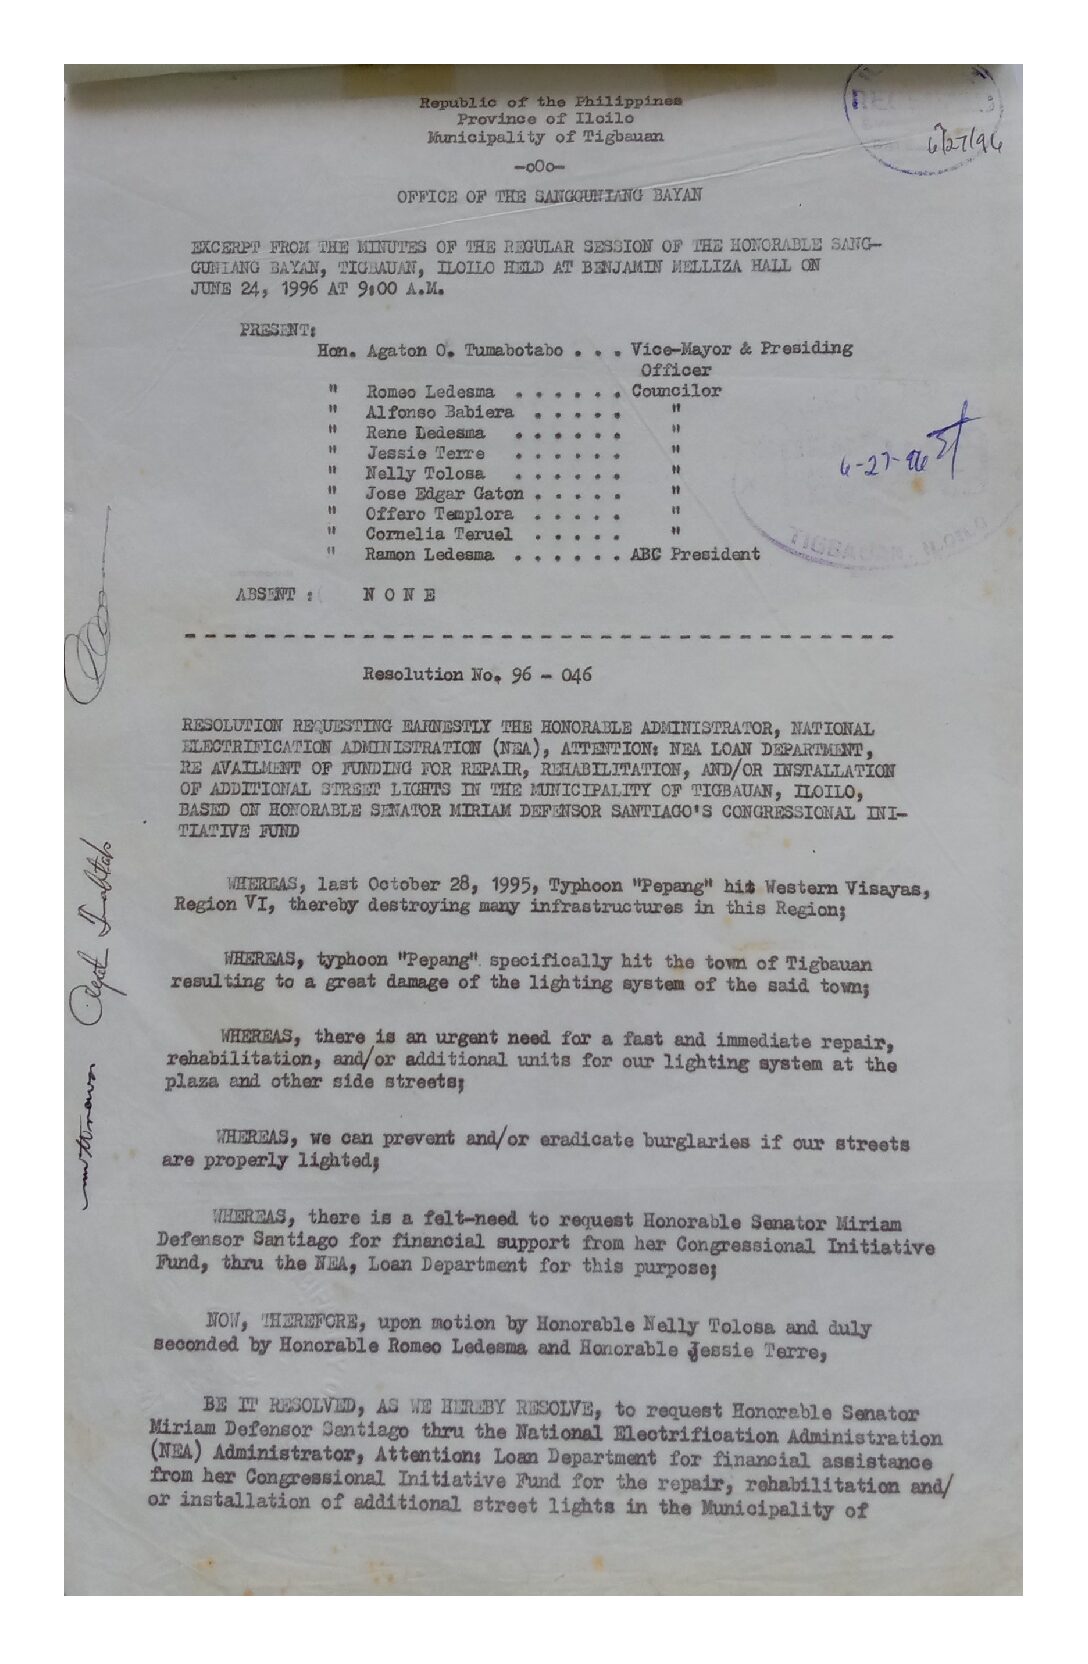 Republic of the Philippines
Province of Iloilo
Municipality of Tigbauan
-o0o-
6/27/96
OFFICE OF THE SANGGUNIANG BAYAN
EXCERPT FROM THE MINUTES OF THE REGULAR SESSION OF THE HONORABLE SANG-
GUNIANG BAYAN, TIGBAUAN, ILOILO HELD AT BENJAMIN MELLIZA HALL ON
JUNE 24, 1996 AT 9:00 A.M.
PRESENT:
Hon. Agaton O. Tumabotabo . . . Vice-Mayor & Presiding
Officer
" Romeo Ledesma . . . . . . Councilor
" Alfonso Babiera . . . . . "
" Rene Ledesma . . . . . . "
" Jessie Terre . . . . . . "
6-27-96
" Nelly Tolosa . . . . . . "
" Jose Edgar Gaton . . . . . "
" Offero Templora . . . . . "
" Cornelia Teruel . . . . . "
" Ramon Ledesma . . . . . . ABC President
TIGBAUAN, ILOILO
ABSENT : N O N E
- - - - - - - - - - - - - - - - - - - - - - - - - - - - - - - - - - - -
Resolution No. 96 - 046
RESOLUTION REQUESTING EARNESTLY THE HONORABLE ADMINISTRATOR, NATIONAL
ELECTRIFICATION ADMINISTRATION (NEA), ATTENTION: NEA LOAN DEPARTMENT,
RE AVAILMENT OF FUNDING FOR REPAIR, REHABILITATION, AND/OR INSTALLATION
OF ADDITIONAL STREET LIGHTS IN THE MUNICIPALITY OF TIGBAUAN, ILOILO,
BASED ON HONORABLE SENATOR MIRIAM DEFENSOR SANTIAGO'S CONGRESSIONAL INI-
TIATIVE FUND
WHEREAS, last October 28, 1995, Typhoon "Pepang" hit Western Visayas,
Region VI, thereby destroying many infrastructures in this Region;
WHEREAS, typhoon "Pepang" specifically hit the town of Tigbauan
resulting to a great damage of the lighting system of the said town;
WHEREAS, there is an urgent need for a fast and immediate repair,
rehabilitation, and/or additional units for our lighting system at the
plaza and other side streets;
WHEREAS, we can prevent and/or eradicate burglaries if our streets
are properly lighted;
WHEREAS, there is a felt-need to request Honorable Senator Miriam
Defensor Santiago for financial support from her Congressional Initiative
Fund, thru the NEA, Loan Department for this purpose;
NOW, THEREFORE, upon motion by Honorable Nelly Tolosa and duly
seconded by Honorable Romeo Ledesma and Honorable Jessie Terre,
BE IT RESOLVED, AS WE HEREBY RESOLVE, to request Honorable Senator
Miriam Defensor Santiago thru the National Electrification Administration
(NEA) Administrator, Attention: Loan Department for financial assistance
from her Congressional Initiative Fund for the repair, rehabilitation and/
or installation of additional street lights in the Municipality of